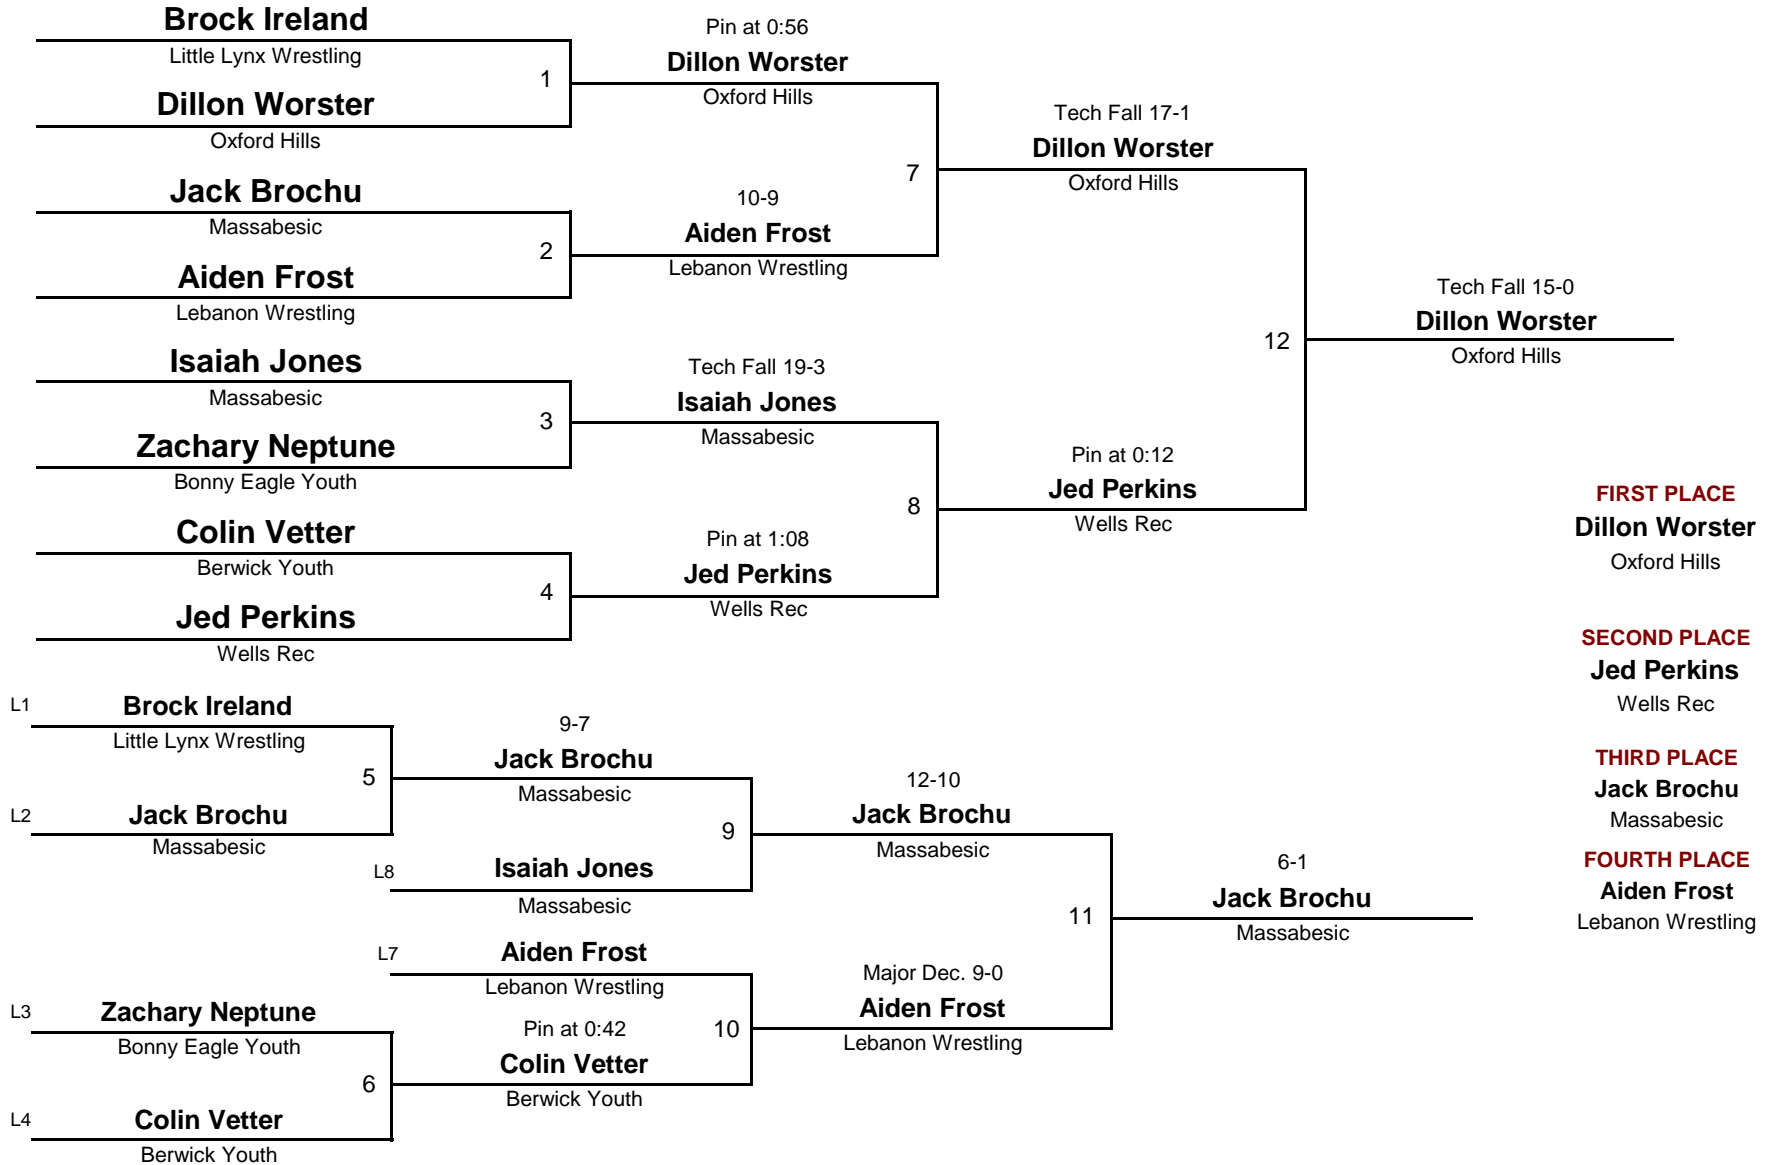 Brock Ireland
Little Lynx Wrestling
1
Dillon Worster
Oxford Hills
Jack Brochu
Massabesic
2
Aiden Frost
Lebanon Wrestling
Isaiah Jones
Massabesic
3
Zachary Neptune
Bonny Eagle Youth
Colin Vetter
Berwick Youth
4
Jed Perkins
Wells Rec
Pin at 0:56
Dillon Worster
Oxford Hills
7
10-9
Aiden Frost
Lebanon Wrestling
Tech Fall 19-3
Isaiah Jones
Massabesic
8
Pin at 1:08
Jed Perkins
Wells Rec
Tech Fall 17-1
Dillon Worster
Oxford Hills
12
Pin at 0:12
Jed Perkins
Wells Rec
Tech Fall 15-0
Dillon Worster
Oxford Hills
FIRST PLACE
Dillon Worster
Oxford Hills
SECOND PLACE
Jed Perkins
Wells Rec
THIRD PLACE
Jack Brochu
Massabesic
FOURTH PLACE
Aiden Frost
Lebanon Wrestling
L1
Brock Ireland
Little Lynx Wrestling
5
L2
Jack Brochu
Massabesic
L3
Zachary Neptune
Bonny Eagle Youth
6
L4
Colin Vetter
Berwick Youth
9-7
Jack Brochu
Massabesic
9
L8
Isaiah Jones
Massabesic
L7
Aiden Frost
Lebanon Wrestling
10
Pin at 0:42
Colin Vetter
Berwick Youth
12-10
Jack Brochu
Massabesic
11
Major Dec. 9-0
Aiden Frost
Lebanon Wrestling
6-1
Jack Brochu
Massabesic